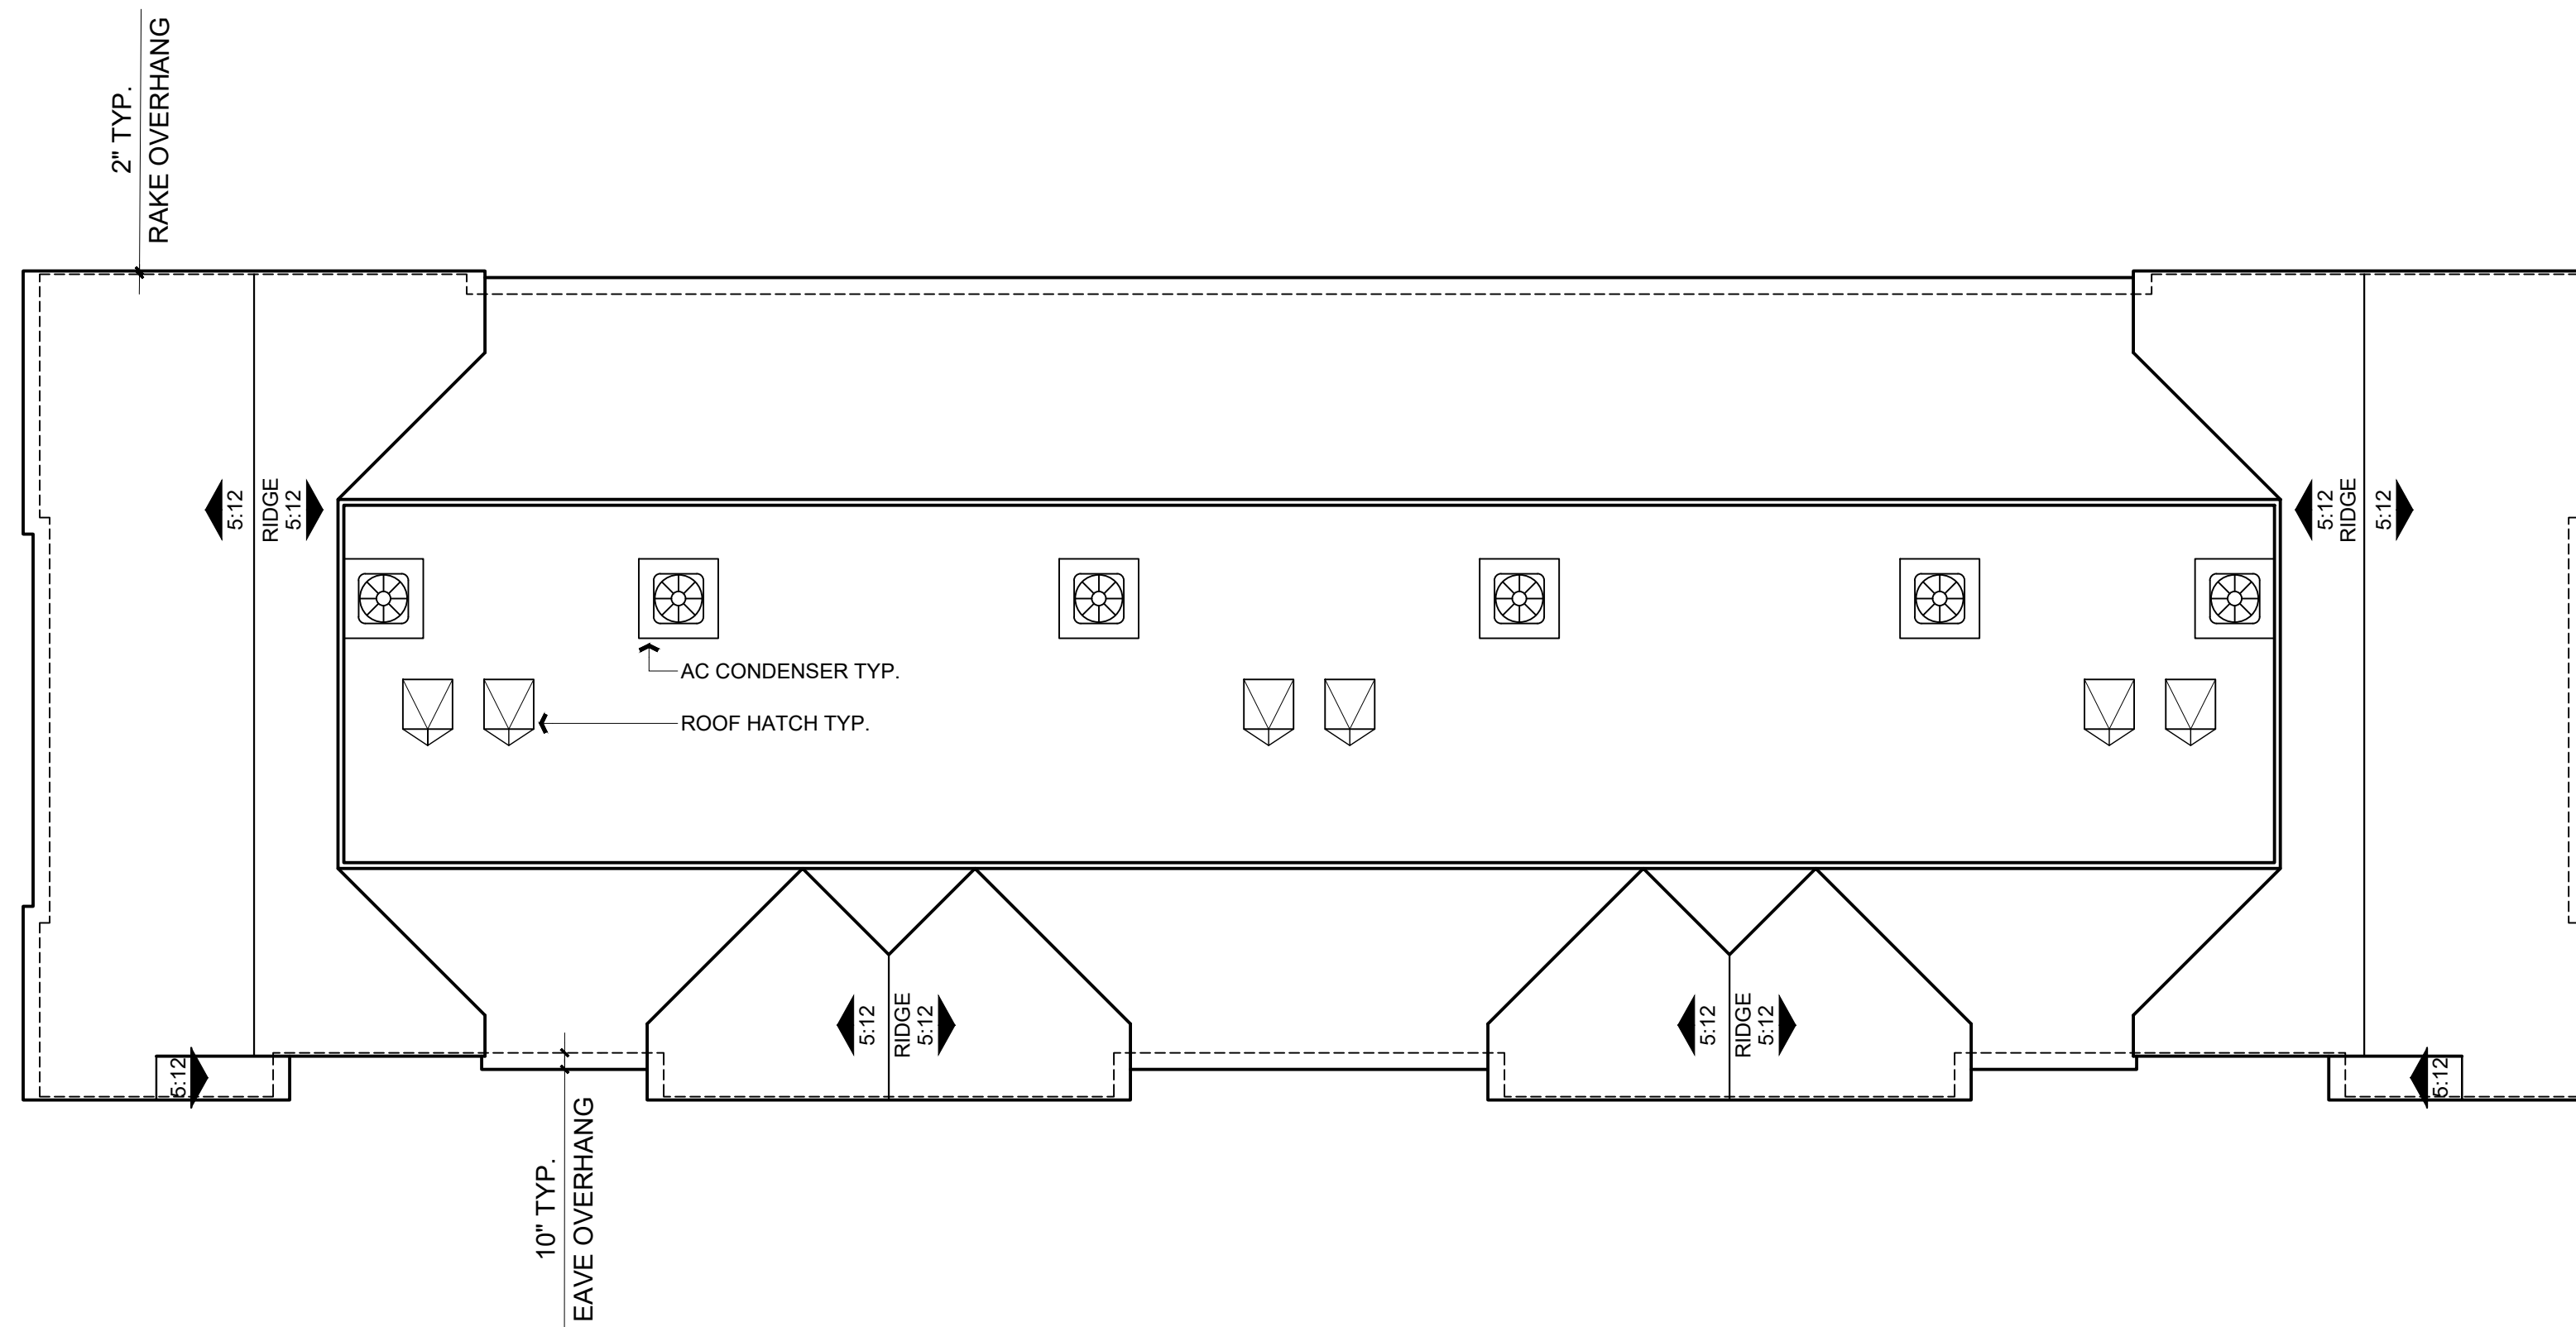 2" TYP.
RAKE OVERHANG
5:12
RIDGE
5:12
5:12
RIDGE
5:12
AC CONDENSER TYP.
ROOF HATCH TYP.
5:12
RIDGE
5:12
5:12
RIDGE
5:12
5:12
5:12
10" TYP.
EAVE OVERHANG